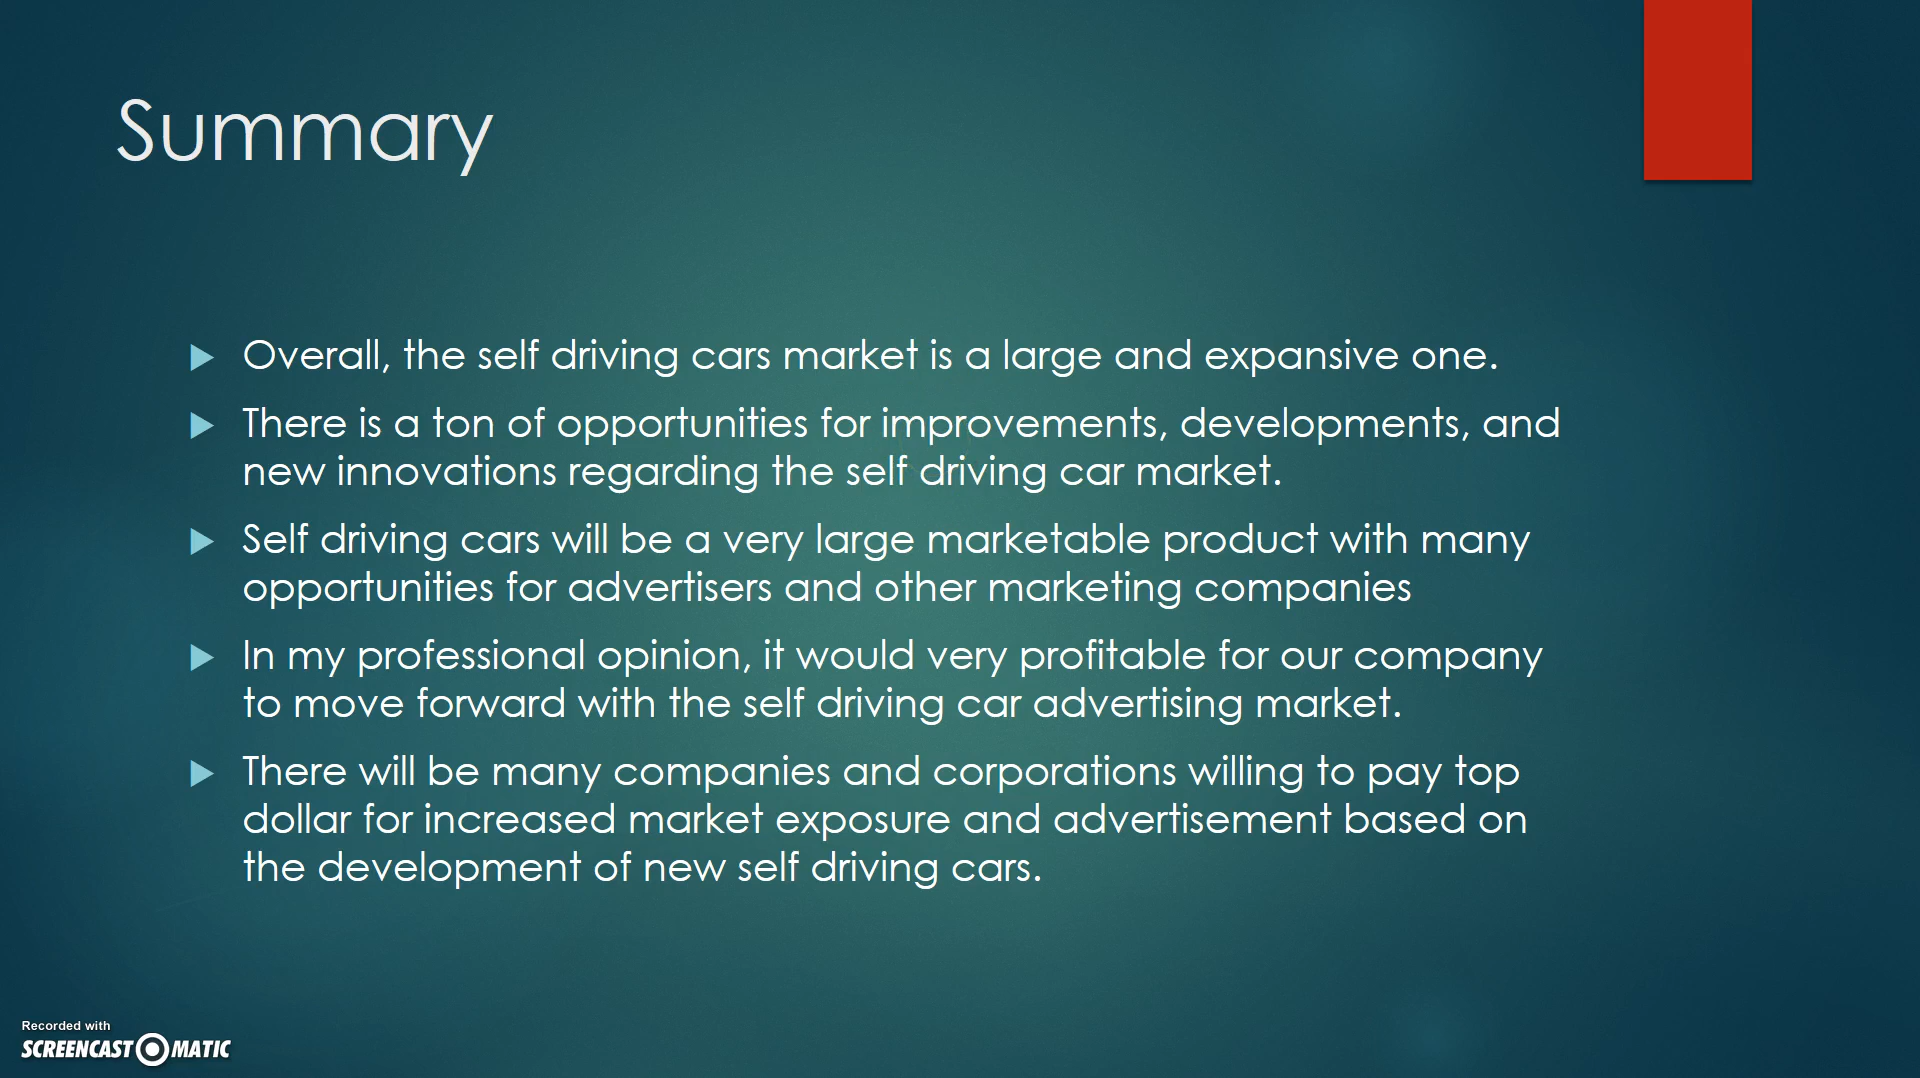 Summary
Overall, the self driving cars market is a large and expansive one.
There is a ton of opportunities for improvements, developments, and
new innovations regarding the self driving car market.
Self driving cars will be a very large marketable product with many
opportunities for advertisers and other marketing companies
In my professional opinion, it would very profitable for our company
to move forward with the self driving car advertising market.
There will be many companies and corporations willing to pay top
dollar for increased market exposure and advertisement based on
the development of new self driving cars.
Recorded with
SCREENCAST MATIC